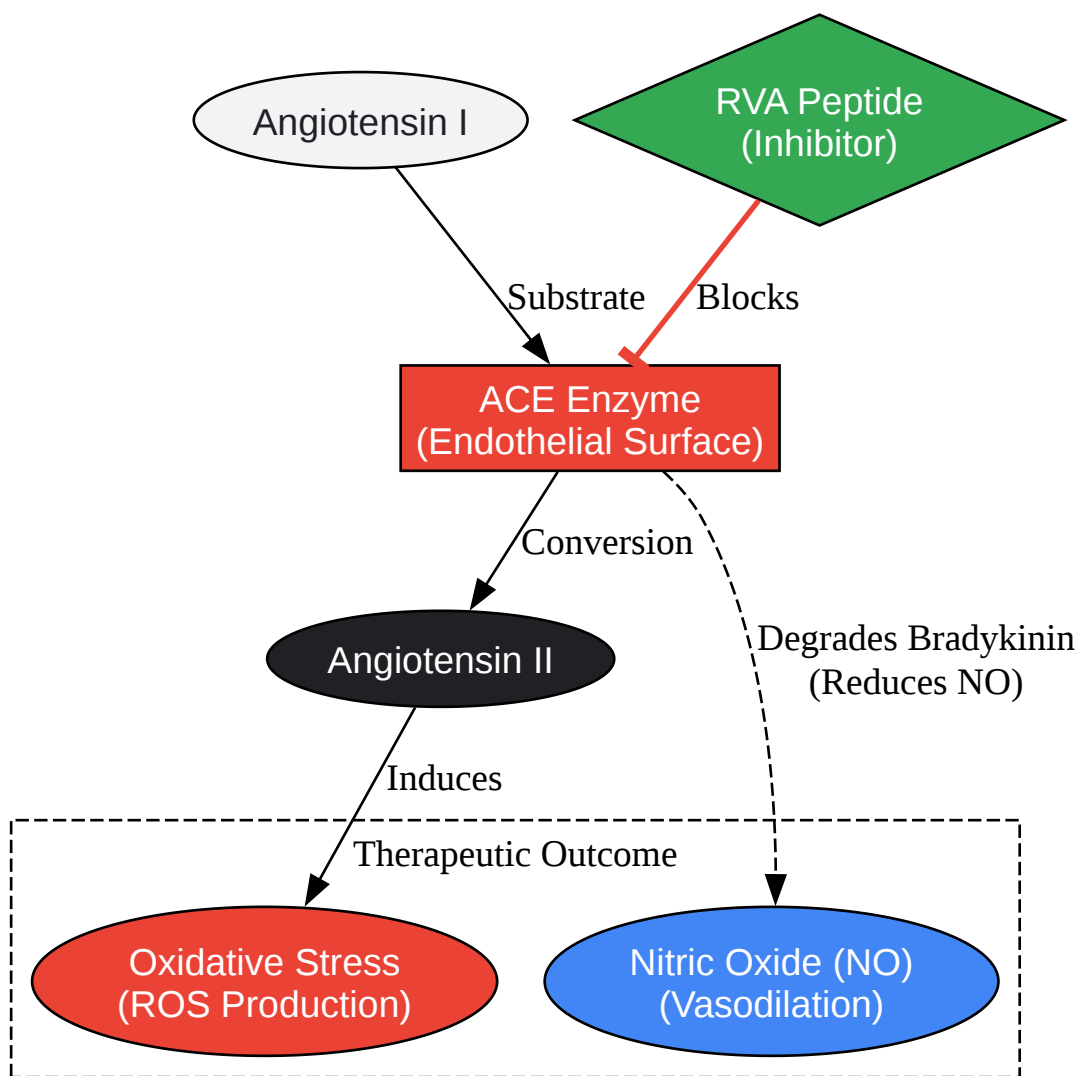 Angiotensin I
RVA Peptide
(Inhibitor)
Substrate
Blocks
ACE Enzyme
(Endothelial Surface)
Conversion
Degrades Bradykinin
(Reduces NO)
Angiotensin II
Induces
Therapeutic Outcome
Oxidative Stress
(ROS Production)
Nitric Oxide (NO)
(Vasodilation)